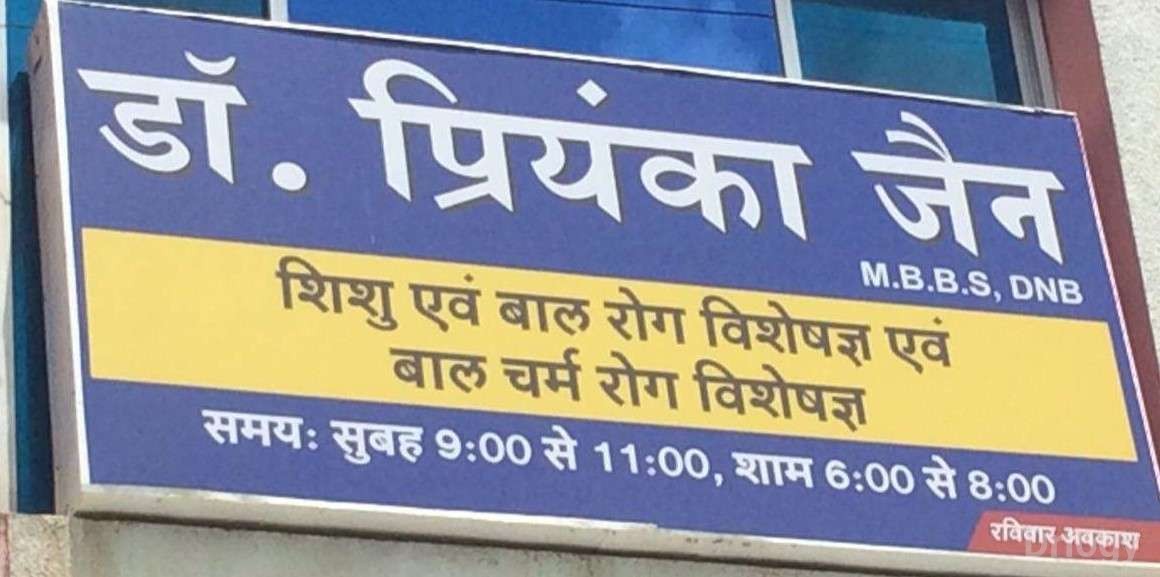 डॉ. प्रियंका जैन
M.B.B.S, DNB
शिशु एवं बाल रोग विशेषज्ञ एवं
बाल चर्म रोग विशेषज्ञ
समय: सुबह 9:00 से 11:00, शाम 6:00 से 8:00
रविवार अवकाश